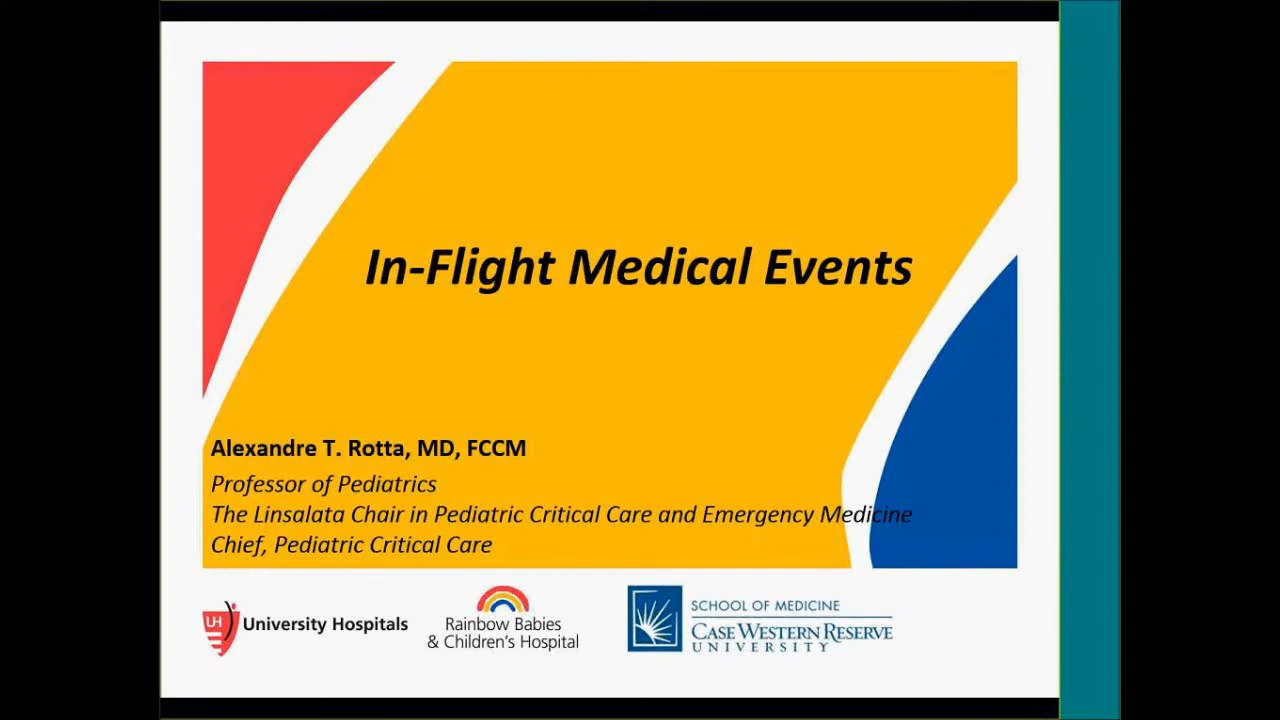 In-Flight Medical Events
Alexandre T. Rotta, MD, FCCM
Professor of Pediatrics
The Linsalata Chair in Pediatric Critical Care and Emergency Medicine
Chief, Pediatric Critical Care
UH University Hospitals
Rainbow Babies
& Children's Hospital
SCHOOL OF MEDICINE
CASE WESTERN RESERVE
UNIVERSITY